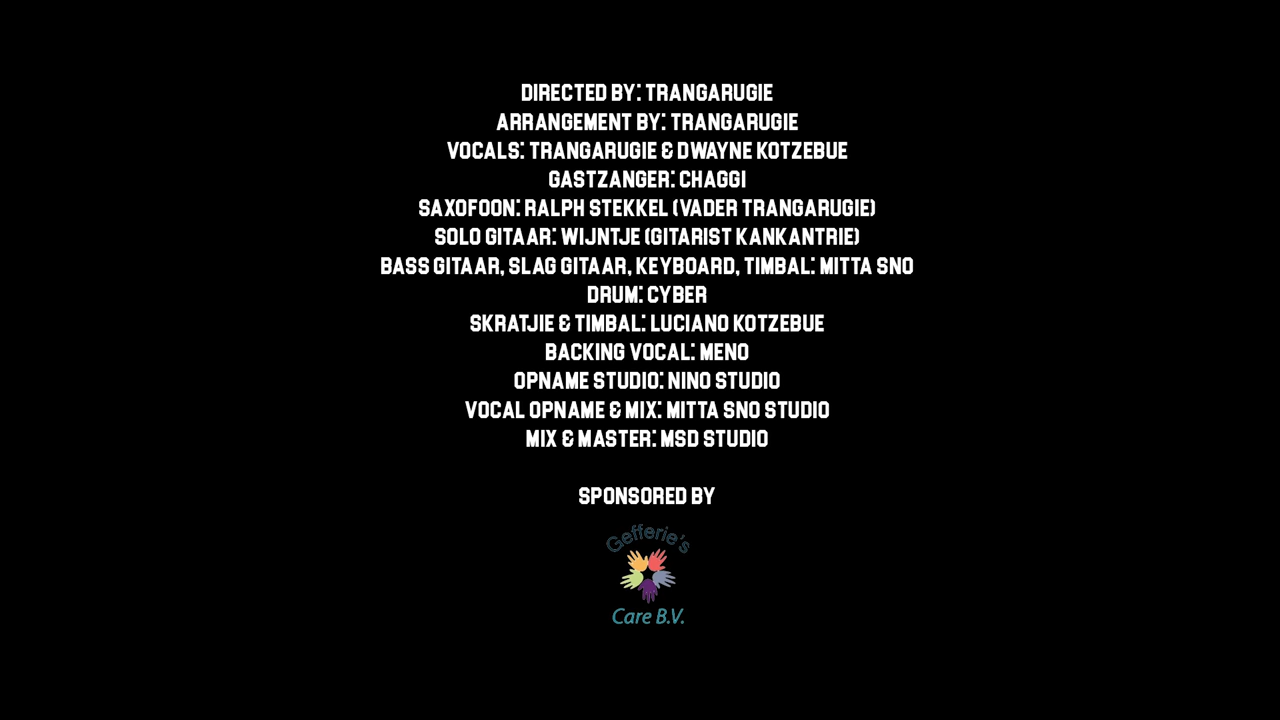 DIRECTED BY: TRANGARUGIE
ARRANGEMENT BY: TRANGARUGIE
VOCALS: TRANGARUGIE & DWAYNE KOTZEBUE
GASTZANGER: CHAGGI
SAXOFOON: RALPH STEKKEL (VADER TRANGARUGIE)
SOLO GITAAR: WIJNTJE (GITARIST KANKANTRIE)
BASS GITAAR, SLAG GITAAR, KEYBOARD, TIMBAL: MITTA SNO
DRUM: CYBER
SKRATJIE & TIMBAL: LUCIANO KOTZEBUE
BACKING VOCAL: MENO
OPNAME STUDIO: NINO STUDIO
VOCAL OPNAME & MIX: MITTA SNO STUDIO
MIX & MASTER: MSD STUDIO
SPONSORED BY
Gefferie's
Care B.V.